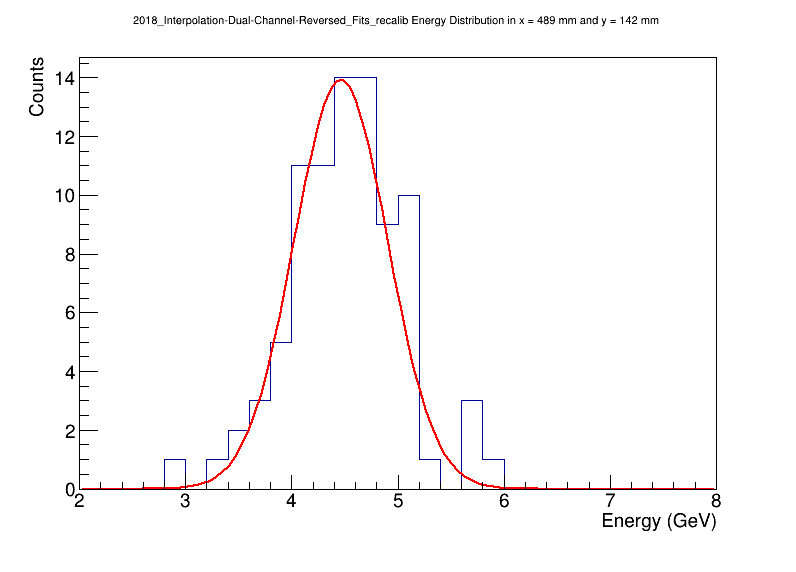 2018_Interpolation-Dual-Channel-Reversed_Fits_recalib Energy Distribution in x = 489 mm and y = 142 mm
Counts
14
12
10
8
6
4
2
0
2 3 4 5 6 7 8
Energy (GeV)